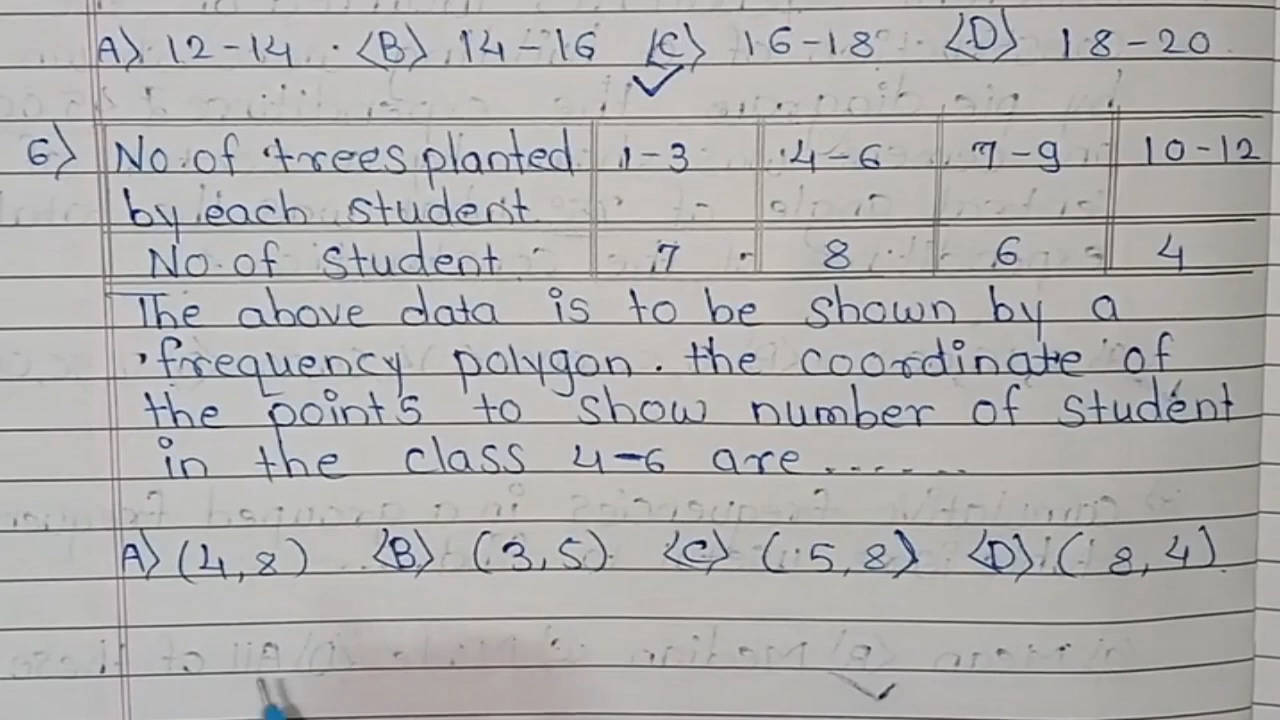 A) 12-14 (B) 14-16 (C) 16-18 (D) 18-20
6) No. of trees planted 1-3 4-6 7-9 10-12
by each student
No. of student 7 8 6 4
The above data is to be shown by a
frequency polygon. the coordinate of
the points to show number of student
in the class 4-6 are.......
A) (4,8) (B) (3,5) (C) (5,8) (D) (8,4)